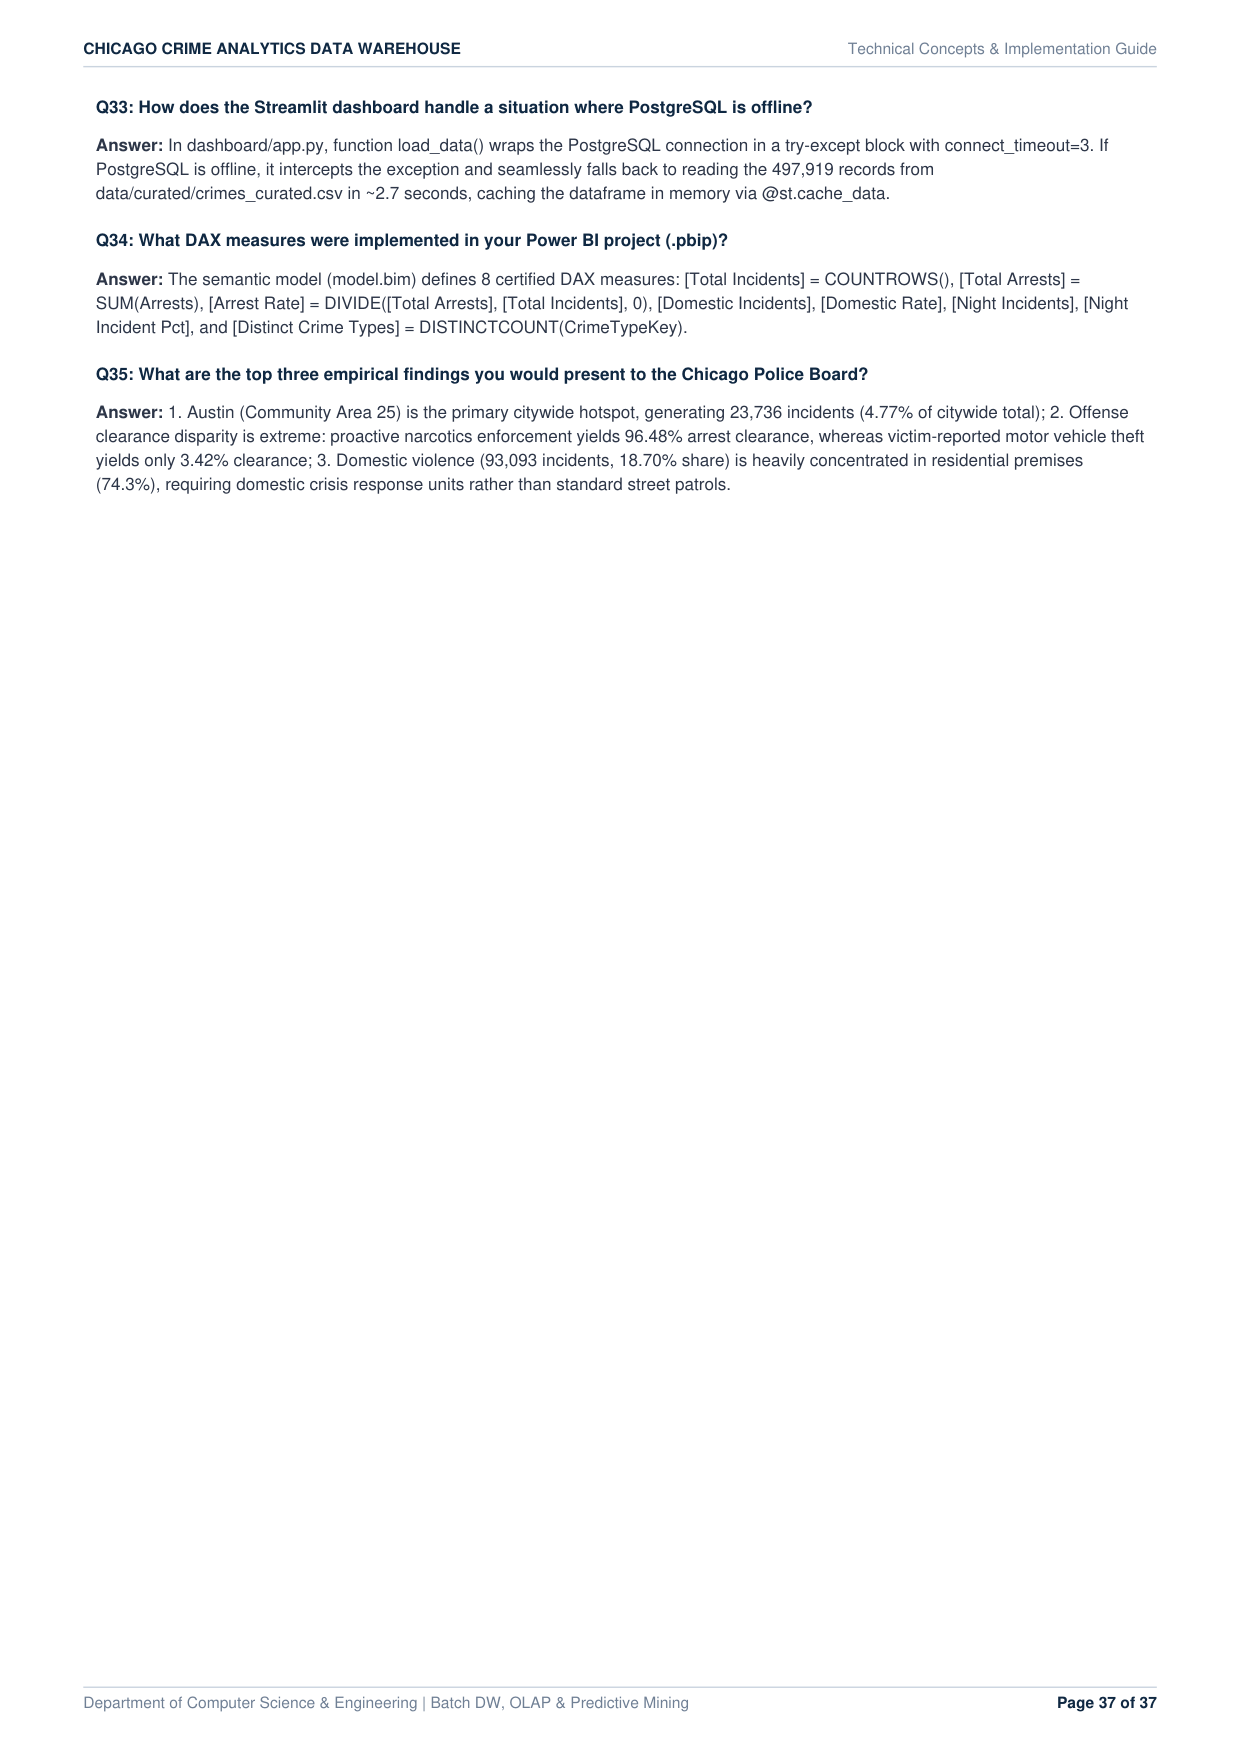 CHICAGO CRIME ANALYTICS DATA WAREHOUSE
Technical Concepts & Implementation Guide
Q33: How does the Streamlit dashboard handle a situation where PostgreSQL is offline?
Answer: In dashboard/app.py, function load_data() wraps the PostgreSQL connection in a try-except block with connect_timeout=3. If
PostgreSQL is offline, it intercepts the exception and seamlessly falls back to reading the 497,919 records from
data/curated/crimes_curated.csv in ~2.7 seconds, caching the dataframe in memory via @st.cache_data.
Q34: What DAX measures were implemented in your Power BI project (.pbip)?
Answer: The semantic model (model.bim) defines 8 certified DAX measures: [Total Incidents] = COUNTROWS(), [Total Arrests] =
SUM(Arrests), [Arrest Rate] = DIVIDE([Total Arrests], [Total Incidents], 0), [Domestic Incidents], [Domestic Rate], [Night Incidents], [Night
Incident Pct], and [Distinct Crime Types] = DISTINCTCOUNT(CrimeTypeKey).
Q35: What are the top three empirical findings you would present to the Chicago Police Board?
Answer: 1. Austin (Community Area 25) is the primary citywide hotspot, generating 23,736 incidents (4.77% of citywide total); 2. Offense
clearance disparity is extreme: proactive narcotics enforcement yields 96.48% arrest clearance, whereas victim-reported motor vehicle theft
yields only 3.42% clearance; 3. Domestic violence (93,093 incidents, 18.70% share) is heavily concentrated in residential premises
(74.3%), requiring domestic crisis response units rather than standard street patrols.
Department of Computer Science & Engineering | Batch DW, OLAP & Predictive Mining
Page 37 of 37